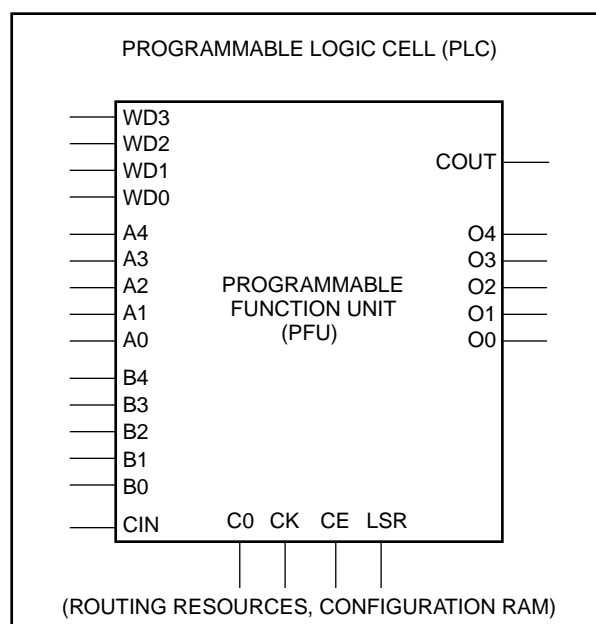 PROGRAMMABLE LOGIC CELL (PLC)
WD3
WD2
WD1
WD0
A4
A3
A2
A1
A0
B4
B3
B2
B1
B0
CIN
PROGRAMMABLE
FUNCTION UNIT
(PFU)
COUT
O4
O3
O2
O1
O0
C0 CK CE LSR
(ROUTING RESOURCES, CONFIGURATION RAM)